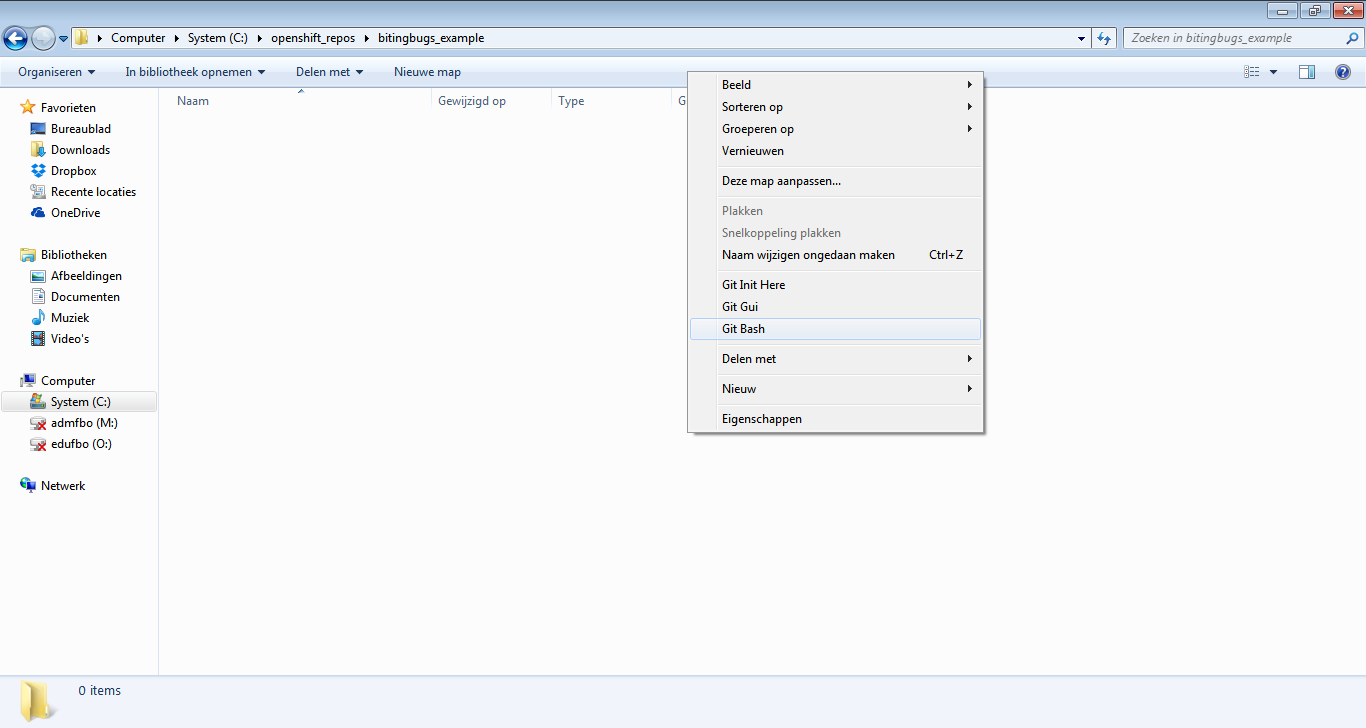 Computer System (C:) openshift_repos bitingbugs_example Zoeken in bitingbugs_example
Organiseren In bibliotheek opnemen Delen met Nieuwe map
Naam Gewijzigd op Type G
Favorieten
Bureaublad
Downloads
Dropbox
Recente locaties
OneDrive
Bibliotheken
Afbeeldingen
Documenten
Muziek
Video's
Computer
System (C:)
admfbo (M:)
edufbo (O:)
Netwerk
Beeld
Sorteren op
Groeperen op
Vernieuwen
Deze map aanpassen...
Plakken
Snelkoppeling plakken
Naam wijzigen ongedaan maken Ctrl+Z
Git Init Here
Git Gui
Git Bash
Delen met
Nieuw
Eigenschappen
0 items